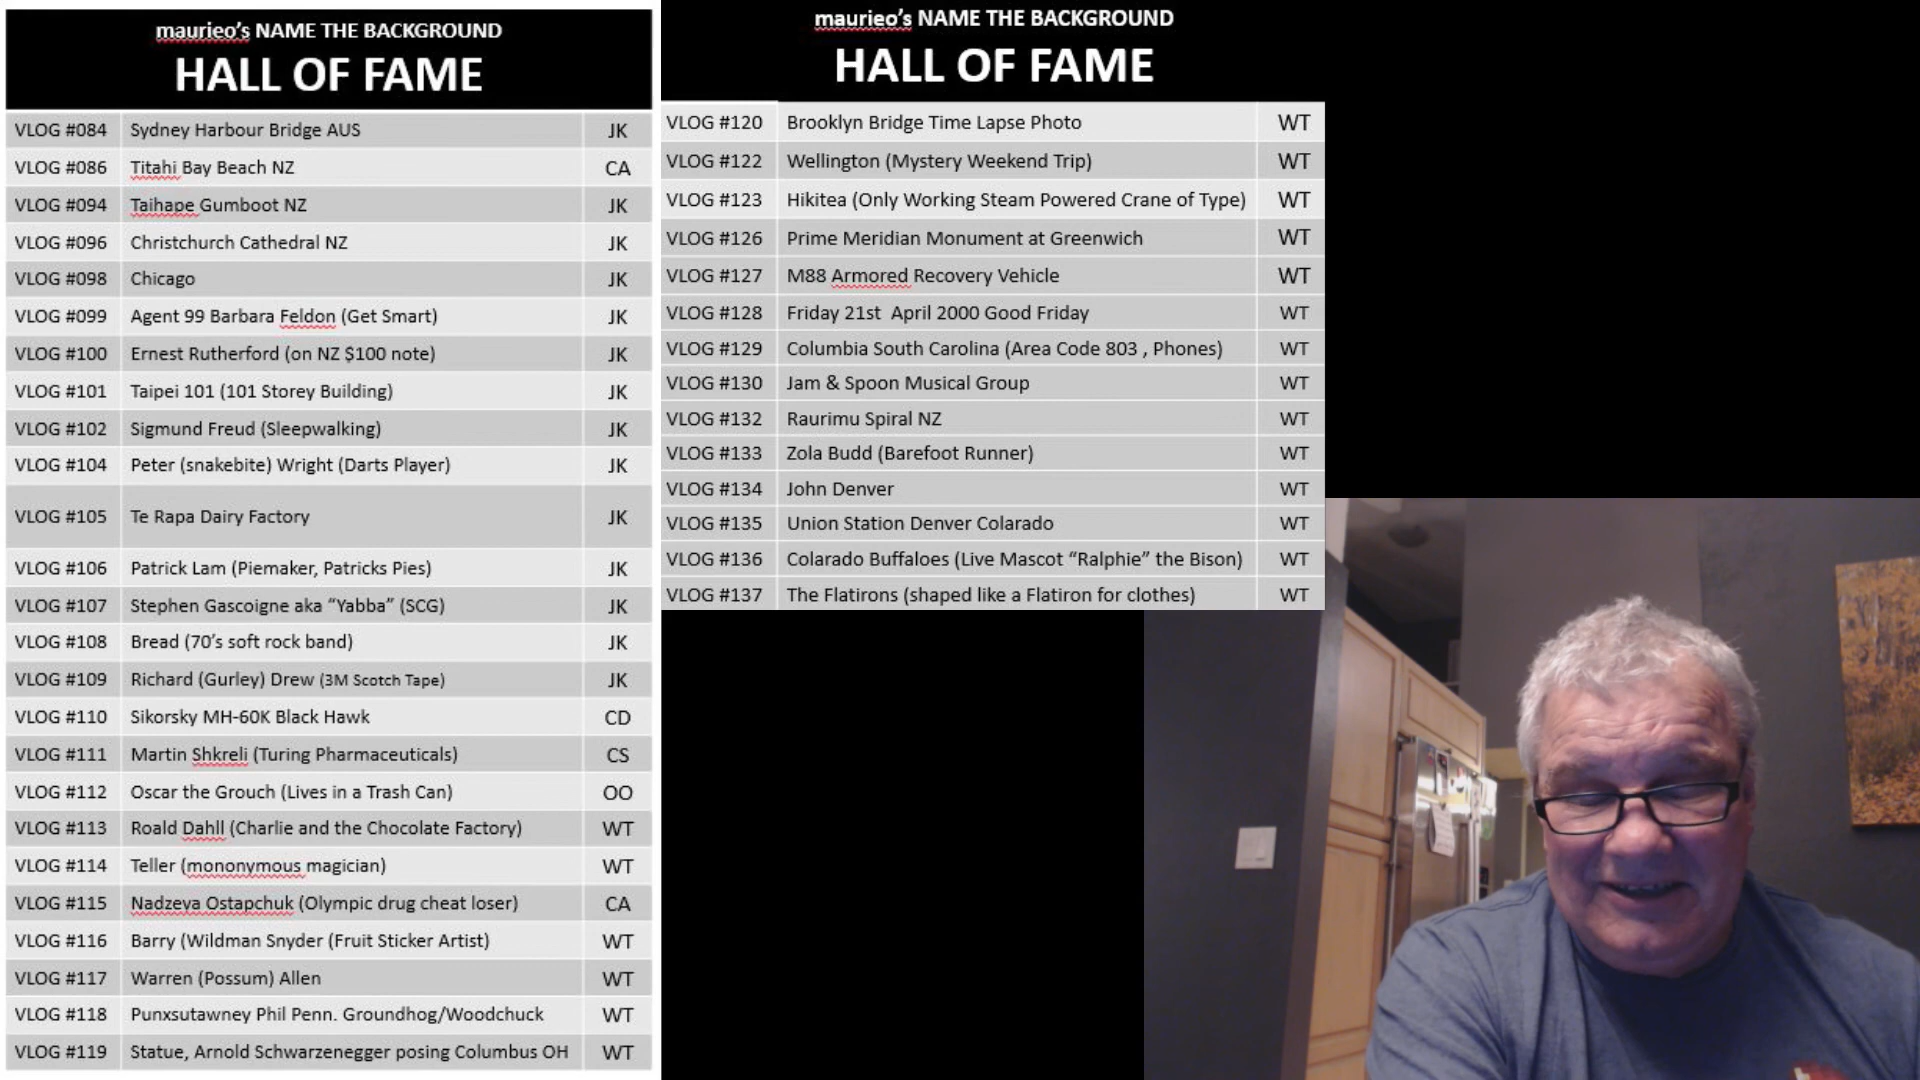 maurieo's NAME THE BACKGROUND
HALL OF FAME
VLOG #084 Sydney Harbour Bridge AUS JK
VLOG #086 Titahi Bay Beach NZ CA
VLOG #094 Taihape Gumboot NZ JK
VLOG #096 Christchurch Cathedral NZ JK
VLOG #098 Chicago JK
VLOG #099 Agent 99 Barbara Feldon (Get Smart) JK
VLOG #100 Ernest Rutherford (on NZ $100 note) JK
VLOG #101 Taipei 101 (101 Storey Building) JK
VLOG #102 Sigmund Freud (Sleepwalking) JK
VLOG #104 Peter (snakebite) Wright (Darts Player) JK
VLOG #105 Te Rapa Dairy Factory JK
VLOG #106 Patrick Lam (Piemaker, Patricks Pies) JK
VLOG #107 Stephen Gascoigne aka “Yabba” (SCG) JK
VLOG #108 Bread (70’s soft rock band) JK
VLOG #109 Richard (Gurley) Drew (3M Scotch Tape) JK
VLOG #110 Sikorsky MH-60K Black Hawk CD
VLOG #111 Martin Shkreli (Turing Pharmaceuticals) CS
VLOG #112 Oscar the Grouch (Lives in a Trash Can) OO
VLOG #113 Roald Dahll (Charlie and the Chocolate Factory) WT
VLOG #114 Teller (mononymous magician) WT
VLOG #115 Nadzeya Ostapchuk (Olympic drug cheat loser) CA
VLOG #116 Barry (Wildman Snyder (Fruit Sticker Artist) WT
VLOG #117 Warren (Possum) Allen WT
VLOG #118 Punxsutawney Phil Penn. Groundhog/Woodchuck WT
VLOG #119 Statue, Arnold Schwarzenegger posing Columbus OH WT
maurieo's NAME THE BACKGROUND
HALL OF FAME
VLOG #120 Brooklyn Bridge Time Lapse Photo WT
VLOG #122 Wellington (Mystery Weekend Trip) WT
VLOG #123 Hikitea (Only Working Steam Powered Crane of Type) WT
VLOG #126 Prime Meridian Monument at Greenwich WT
VLOG #127 M88 Armored Recovery Vehicle WT
VLOG #128 Friday 21st April 2000 Good Friday WT
VLOG #129 Columbia South Carolina (Area Code 803 , Phones) WT
VLOG #130 Jam & Spoon Musical Group WT
VLOG #132 Raurimu Spiral NZ WT
VLOG #133 Zola Budd (Barefoot Runner) WT
VLOG #134 John Denver WT
VLOG #135 Union Station Denver Colarado WT
VLOG #136 Colarado Buffaloes (Live Mascot “Ralphie” the Bison) WT
VLOG #137 The Flatirons (shaped like a Flatiron for clothes) WT